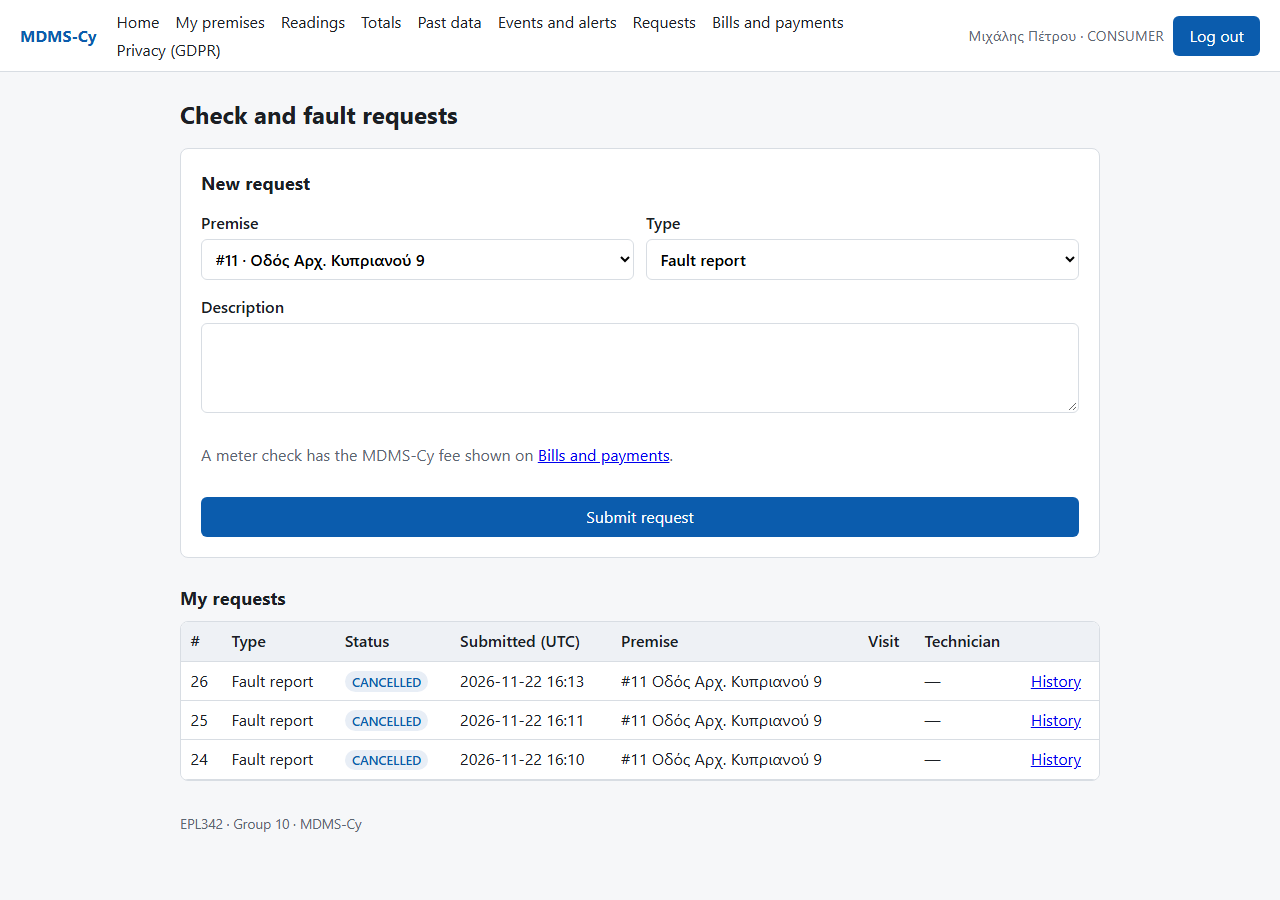 MDMS-Cy
Home My premises Readings Totals Past data Events and alerts Requests Bills and payments
Privacy (GDPR)
Μιχάλης Πέτρου · CONSUMER
Log out
Check and fault requests
New request
Premise Type
#11 · Οδός Αρχ. Κυπριανού 9 Fault report
Description
A meter check has the MDMS-Cy fee shown on Bills and payments.
Submit request
My requests
# Type Status Submitted (UTC) Premise Visit Technician
26 Fault report CANCELLED 2026-11-22 16:13 #11 Οδός Αρχ. Κυπριανού 9 — History
25 Fault report CANCELLED 2026-11-22 16:11 #11 Οδός Αρχ. Κυπριανού 9 — History
24 Fault report CANCELLED 2026-11-22 16:10 #11 Οδός Αρχ. Κυπριανού 9 — History
EPL342 · Group 10 · MDMS-Cy